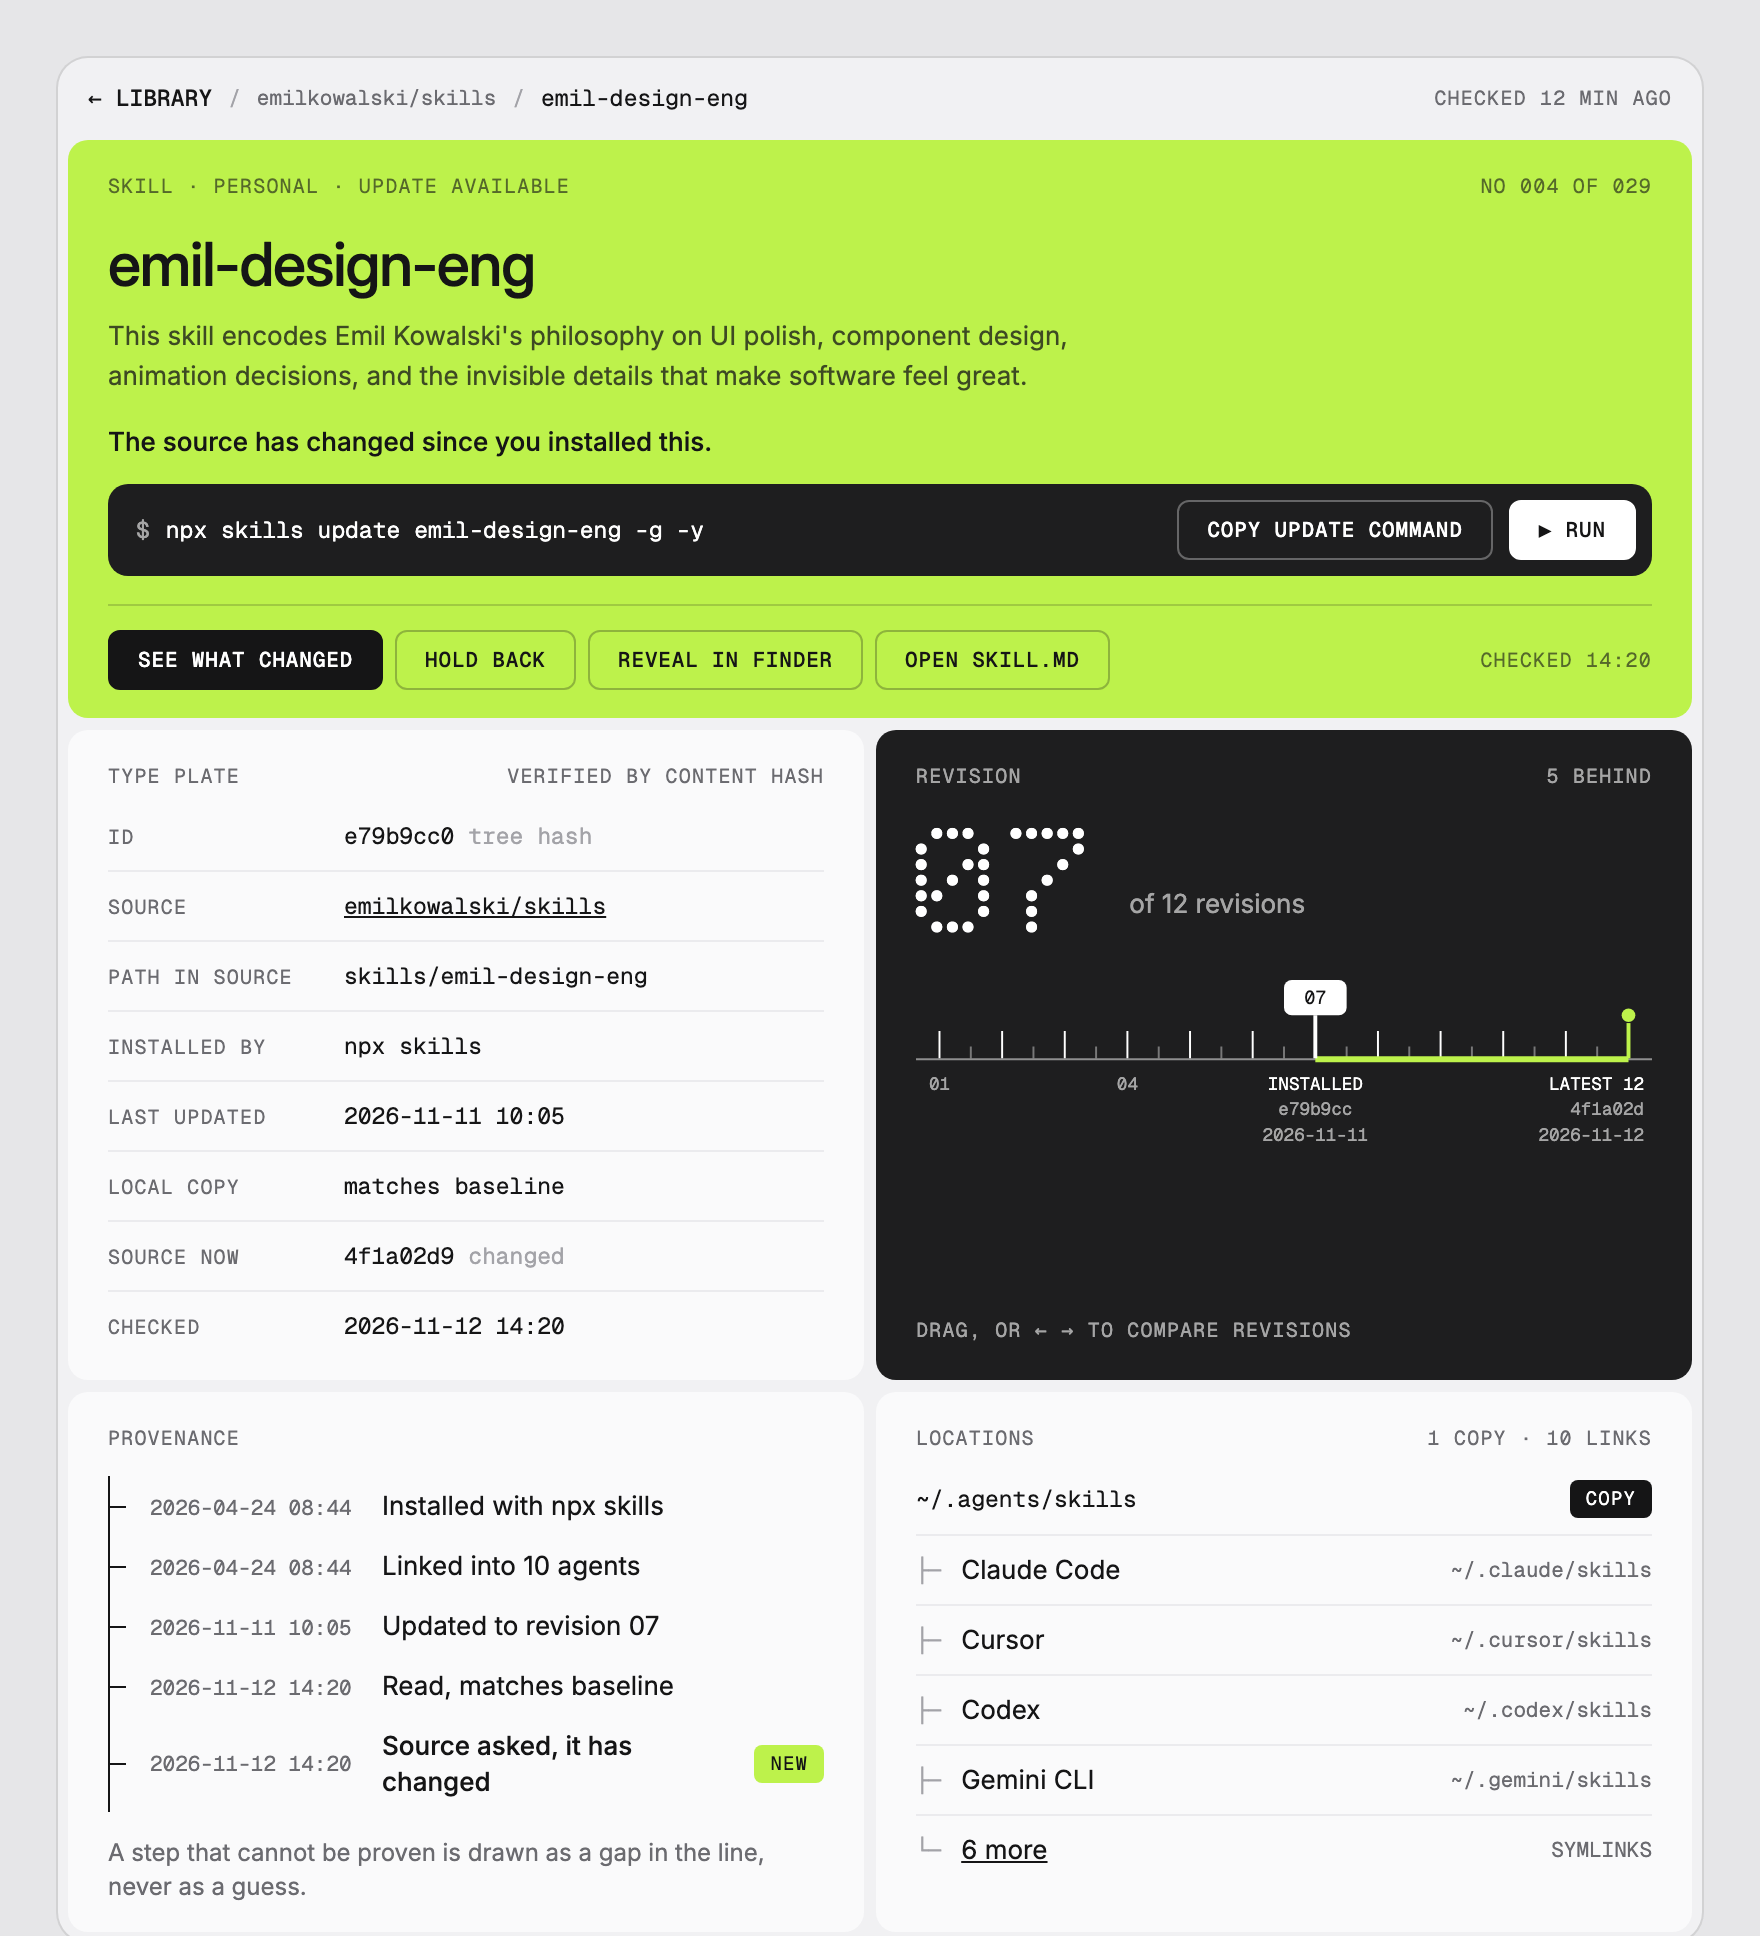 ← LIBRARY / emilkowalski/skills / emil-design-eng
CHECKED 12 MIN AGO
SKILL · PERSONAL · UPDATE AVAILABLE
NO 004 OF 029
emil-design-eng
This skill encodes Emil Kowalski's philosophy on UI polish, component design,
animation decisions, and the invisible details that make software feel great.
The source has changed since you installed this.
$ npx skills update emil-design-eng -g -y
COPY UPDATE COMMAND
▶ RUN
SEE WHAT CHANGED
HOLD BACK
REVEAL IN FINDER
OPEN SKILL.MD
CHECKED 14:20
TYPE PLATE
VERIFIED BY CONTENT HASH
ID e79b9cc0 tree hash
SOURCE emilkowalski/skills
PATH IN SOURCE skills/emil-design-eng
INSTALLED BY npx skills
LAST UPDATED 2026-11-11 10:05
LOCAL COPY matches baseline
SOURCE NOW 4f1a02d9 changed
CHECKED 2026-11-12 14:20
REVISION
5 BEHIND
07 of 12 revisions
07
01
04
INSTALLED
e79b9cc
2026-11-11
LATEST 12
4f1a02d
2026-11-12
DRAG, OR ← → TO COMPARE REVISIONS
PROVENANCE
2026-04-24 08:44 Installed with npx skills
2026-04-24 08:44 Linked into 10 agents
2026-11-11 10:05 Updated to revision 07
2026-11-12 14:20 Read, matches baseline
2026-11-12 14:20 Source asked, it has
changed
NEW
A step that cannot be proven is drawn as a gap in the line,
never as a guess.
LOCATIONS
1 COPY · 10 LINKS
~/.agents/skills
COPY
Claude Code ~/.claude/skills
Cursor ~/.cursor/skills
Codex ~/.codex/skills
Gemini CLI ~/.gemini/skills
6 more SYMLINKS